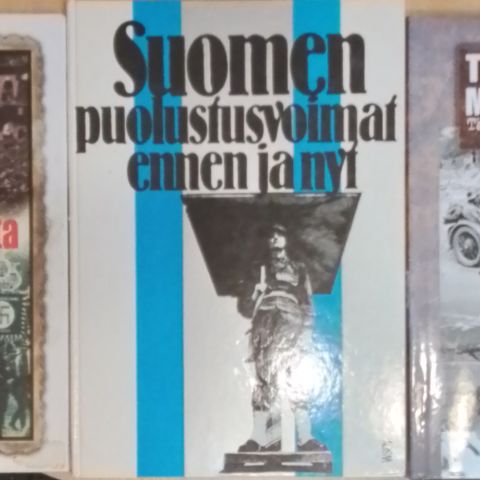 Suomen
puolustusvoimat
ennen ja nyt